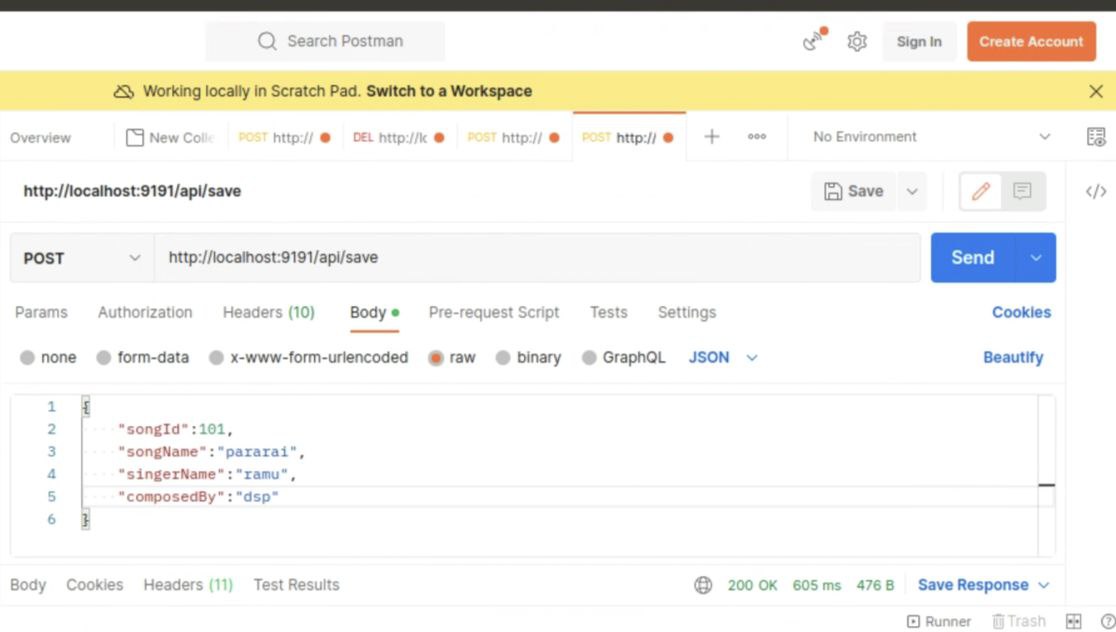 Search Postman
Sign In
Create Account
Working locally in Scratch Pad. Switch to a Workspace
Overview
New Colle
POST http://
DEL http://lc
POST http://
POST http://
No Environment
http://localhost:9191/api/save
Save
</>
POST
http://localhost:9191/api/save
Send
Params Authorization Headers (10) Body Pre-request Script Tests Settings Cookies
none form-data x-www-form-urlencoded raw binary GraphQL JSON Beautify
1 {
2 "songId":101,
3 "songName":"pararai",
4 "singerName":"ramu",
5 "composedBy":"dsp"
6 }
Body Cookies Headers (11) Test Results 200 OK 605 ms 476 B Save Response
Runner Trash